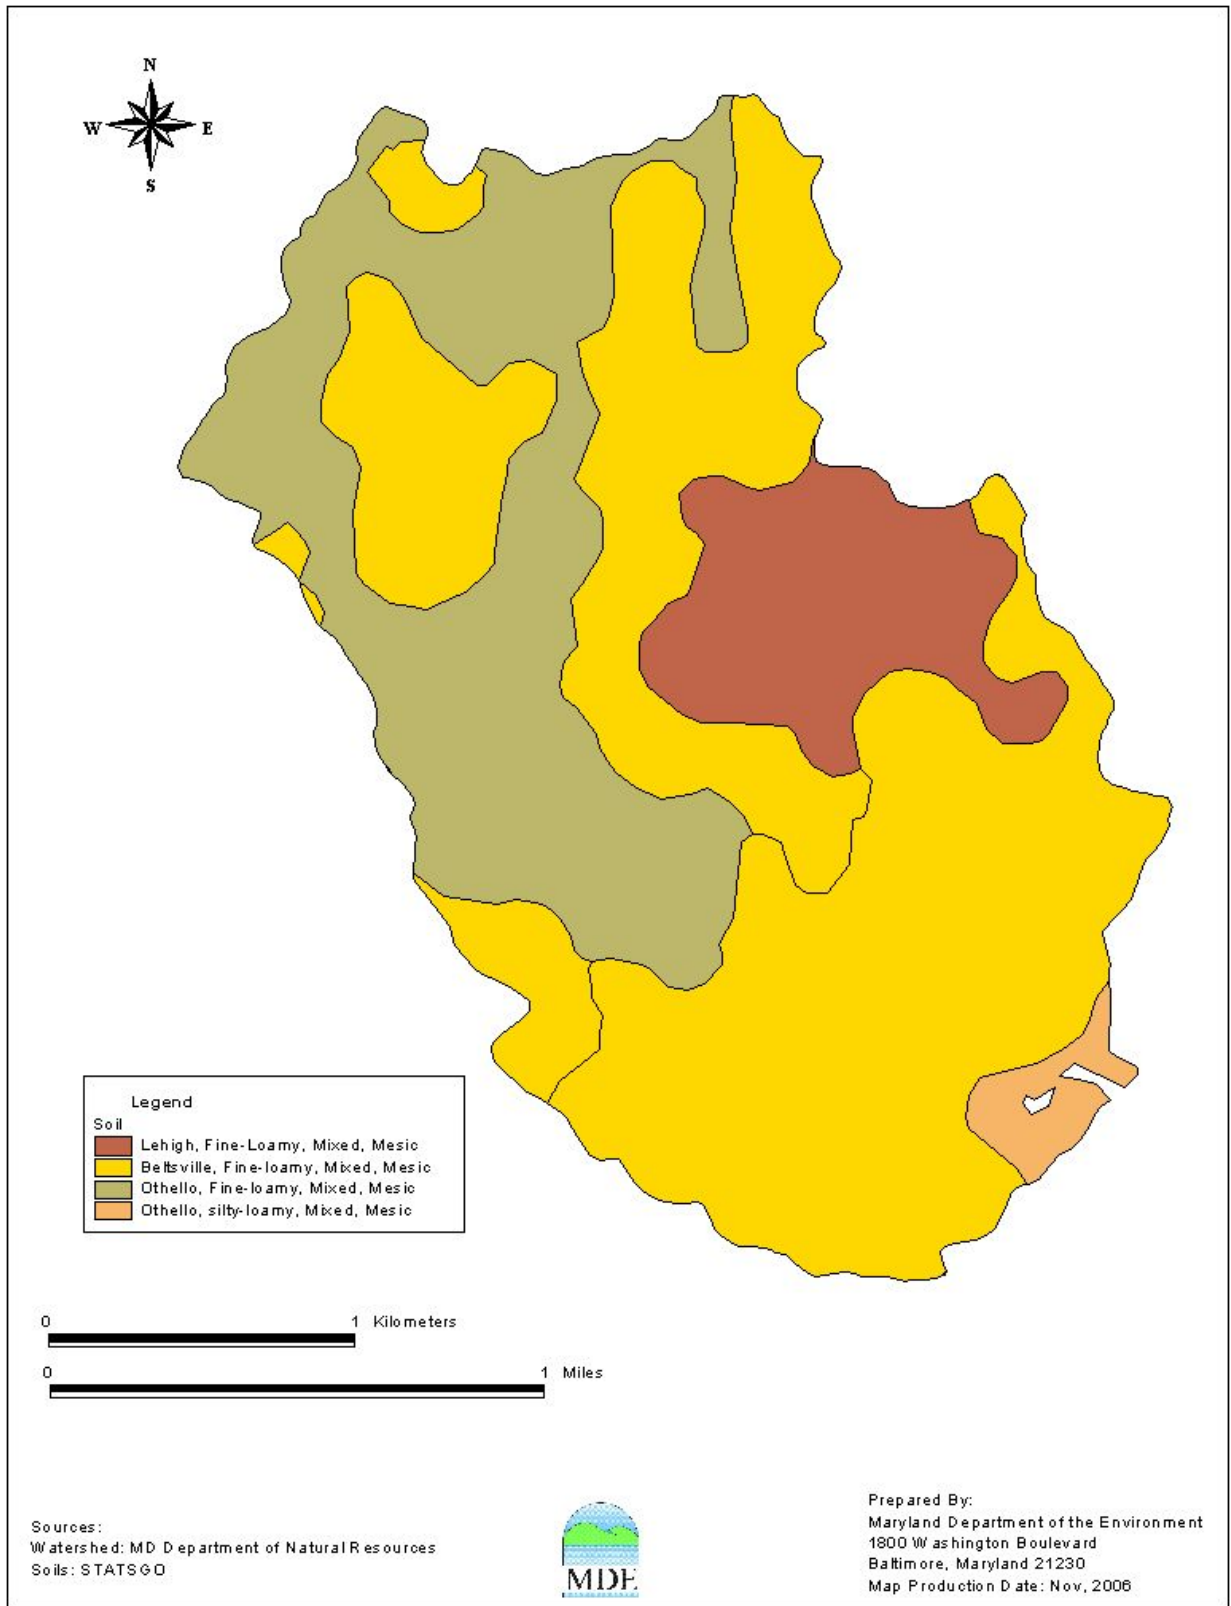 N
W E
S
Legend
Soil
Lehigh, Fine-Loamy, Mixed, Mesic
Beltsville, Fine-loamy, Mixed, Mesic
Othello, Fine-loamy, Mixed, Mesic
Othello, silty-loamy, Mixed, Mesic
0 1 Kilometers
0 1 Miles
Sources:
Watershed: MD Department of Natural Resources
Soils: STATSGO
MDE
Prepared By:
Maryland Department of the Environment
1800 Washington Boulevard
Baltimore, Maryland 21230
Map Production Date: Nov, 2006